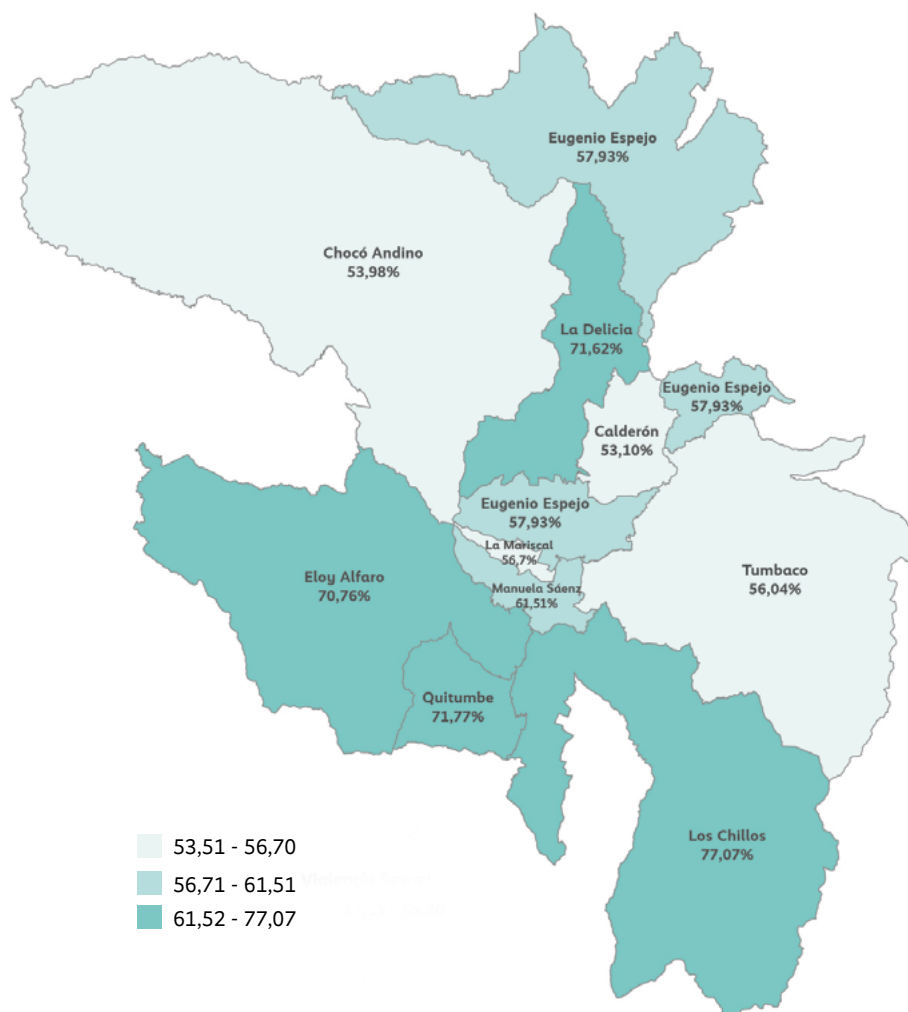 Eugenio Espejo
57,93%
Chocó Andino
53,98%
La Delicia
71,62%
Eugenio Espejo
57,93%
Calderón
53,10%
Eugenio Espejo
57,93%
La Mariscal
56,7%
Tumbaco
56,04%
Eloy Alfaro
70,76%
Manuela Sáenz
61,51%
Quitumbe
71,77%
Los Chillos
77,07%
53,51 - 56,70
56,71 - 61,51
61,52 - 77,07